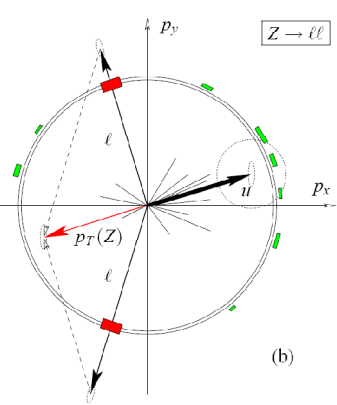 p_y
Z → ℓℓ
ℓ
u
p_x
p_T(Z)
ℓ
(b)